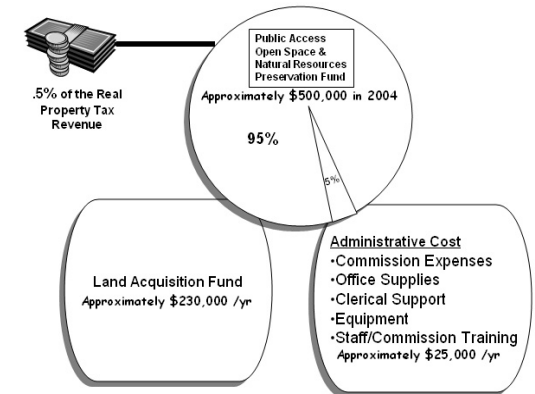 Public Access
Open Space &
Natural Resources
Preservation Fund
Approximately $500,000 in 2004
.5% of the Real
Property Tax
Revenue
95%
5%
Land Acquisition Fund
Approximately $230,000 /yr
Administrative Cost
•Commission Expenses
•Office Supplies
•Clerical Support
•Equipment
•Staff/Commission Training
Approximately $25,000 /yr